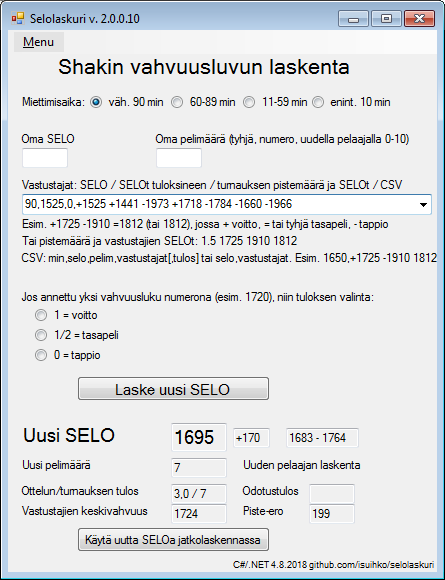 Selolaskuri v. 2.0.0.10
Menu
Shakin vahvuusluvun laskenta
Miettimisaika: väh. 90 min 60-89 min 11-59 min enint. 10 min
Oma SELO Oma pelimäärä (tyhjä, numero, uudella pelaajalla 0-10)
Vastustajat: SELO / SELOt tuloksineen / turnauksen pistemäärä ja SELOt / CSV
90,1525,0,+1525 +1441 -1973 +1718 -1784 -1660 -1966
Esim. +1725 -1910 =1812 (tai 1812), jossa + voitto, = tai tyhjä tasapeli, - tappio
Tai pistemäärä ja vastustajien SELOt: 1.5 1725 1910 1812
CSV: min,selo,pelim,vastustajat[,tulos] tai selo,vastustajat. Esim. 1650,+1725 -1910 1812
Jos annettu yksi vahvuusluku numerona (esim. 1720), niin tuloksen valinta:
1 = voitto
1/2 = tasapeli
0 = tappio
Laske uusi SELO
Uusi SELO 1695 +170 1683 - 1764
Uusi pelimäärä 7 Uuden pelaajan laskenta
Ottelun/turnauksen tulos 3,0 / 7 Odotustulos
Vastustajien keskivahvuus 1724 Piste-ero 199
Käytä uutta SELOa jatkolaskennassa
C#/.NET 4.8.2018 github.com/isuihko/selolaskuri